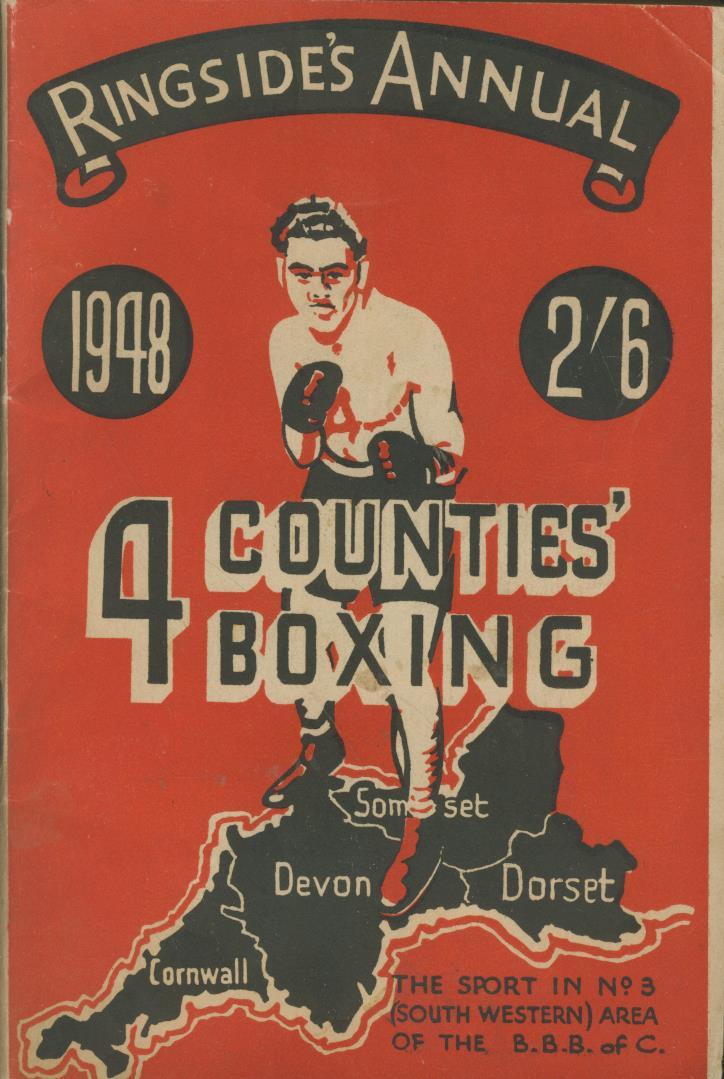 RINGSIDE'S ANNUAL
1948
2/6
4 COUNTIES'
BOXING
Somerset
Devon
Dorset
Cornwall
THE SPORT IN Nº 3
(SOUTH WESTERN) AREA
OF THE B.B.B. of C.